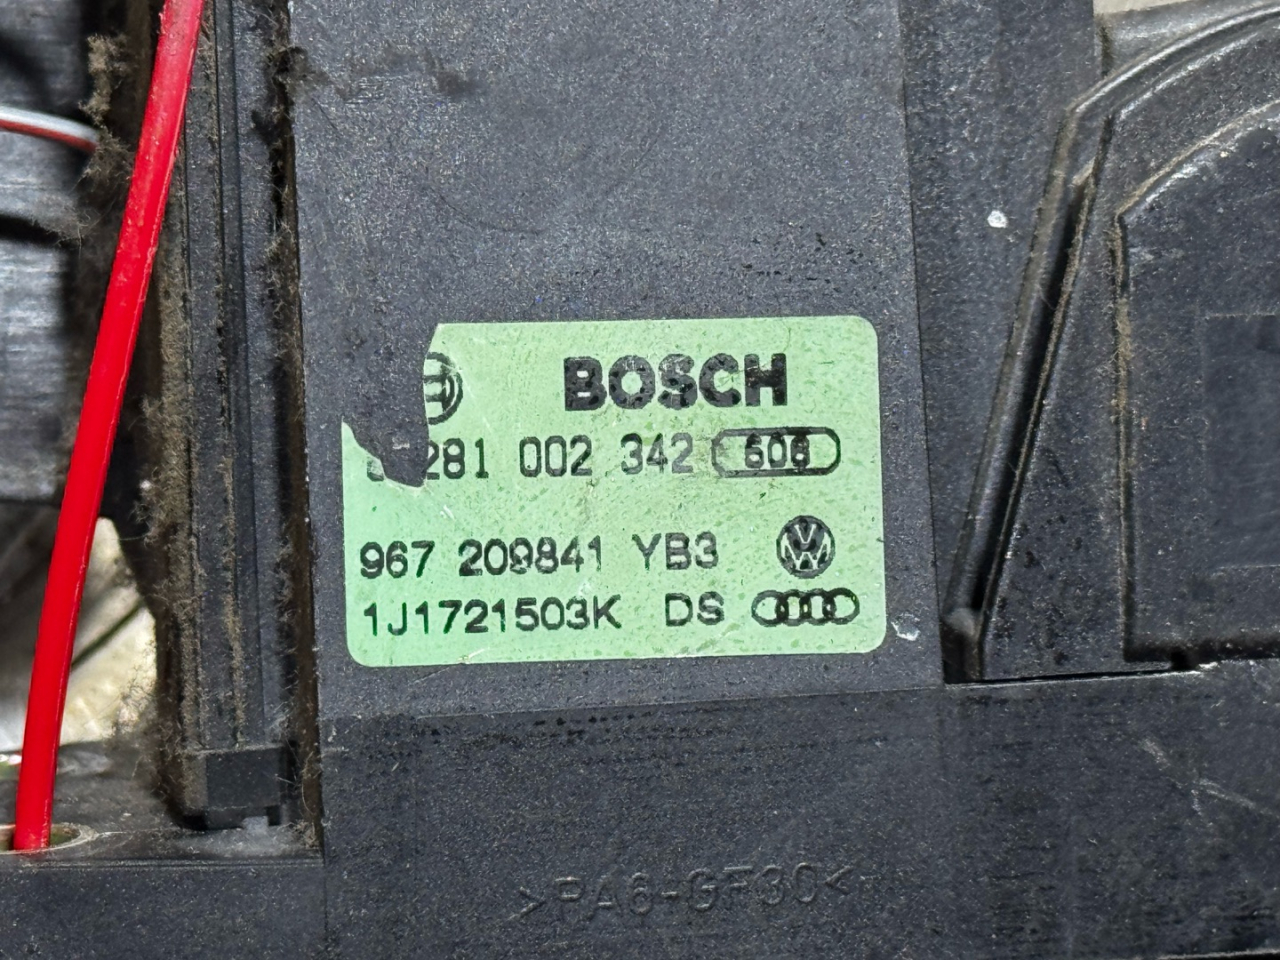 BOSCH
281 002 342 608
967 209841 YB3
1J1721503K DS
>PA6-GF30<